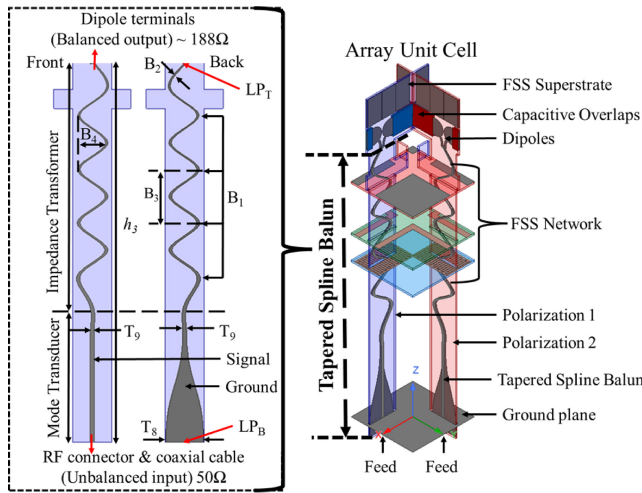 Dipole terminals
(Balanced output) ~ 188Ω
Front
Back
B2
LPT
B4
B3
B1
h3
Impedance Transformer
Mode Transducer
T9
T9
Signal
Ground
T8
LPB
RF connector & coaxial cable
(Unbalanced input) 50Ω
Array Unit Cell
FSS Superstrate
Capacitive Overlaps
Dipoles
FSS Network
Tapered Spline Balun
Polarization 1
Polarization 2
Tapered Spline Balun
Ground plane
Z
Feed
Feed